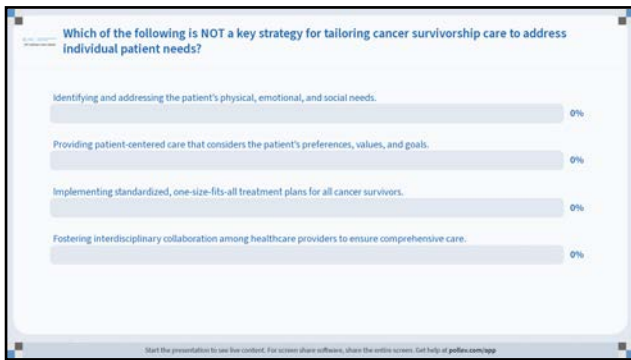 Which of the following is NOT a key strategy for tailoring cancer survivorship care to address
individual patient needs?
Identifying and addressing the patient's physical, emotional, and social needs.
0%
Providing patient-centered care that considers the patient's preferences, values, and goals.
0%
Implementing standardized, one-size-fits-all treatment plans for all cancer survivors.
0%
Fostering interdisciplinary collaboration among healthcare providers to ensure comprehensive care.
0%
Start the presentation to see live content. For screen share software, share the entire screen. Get help at pollev.com/app